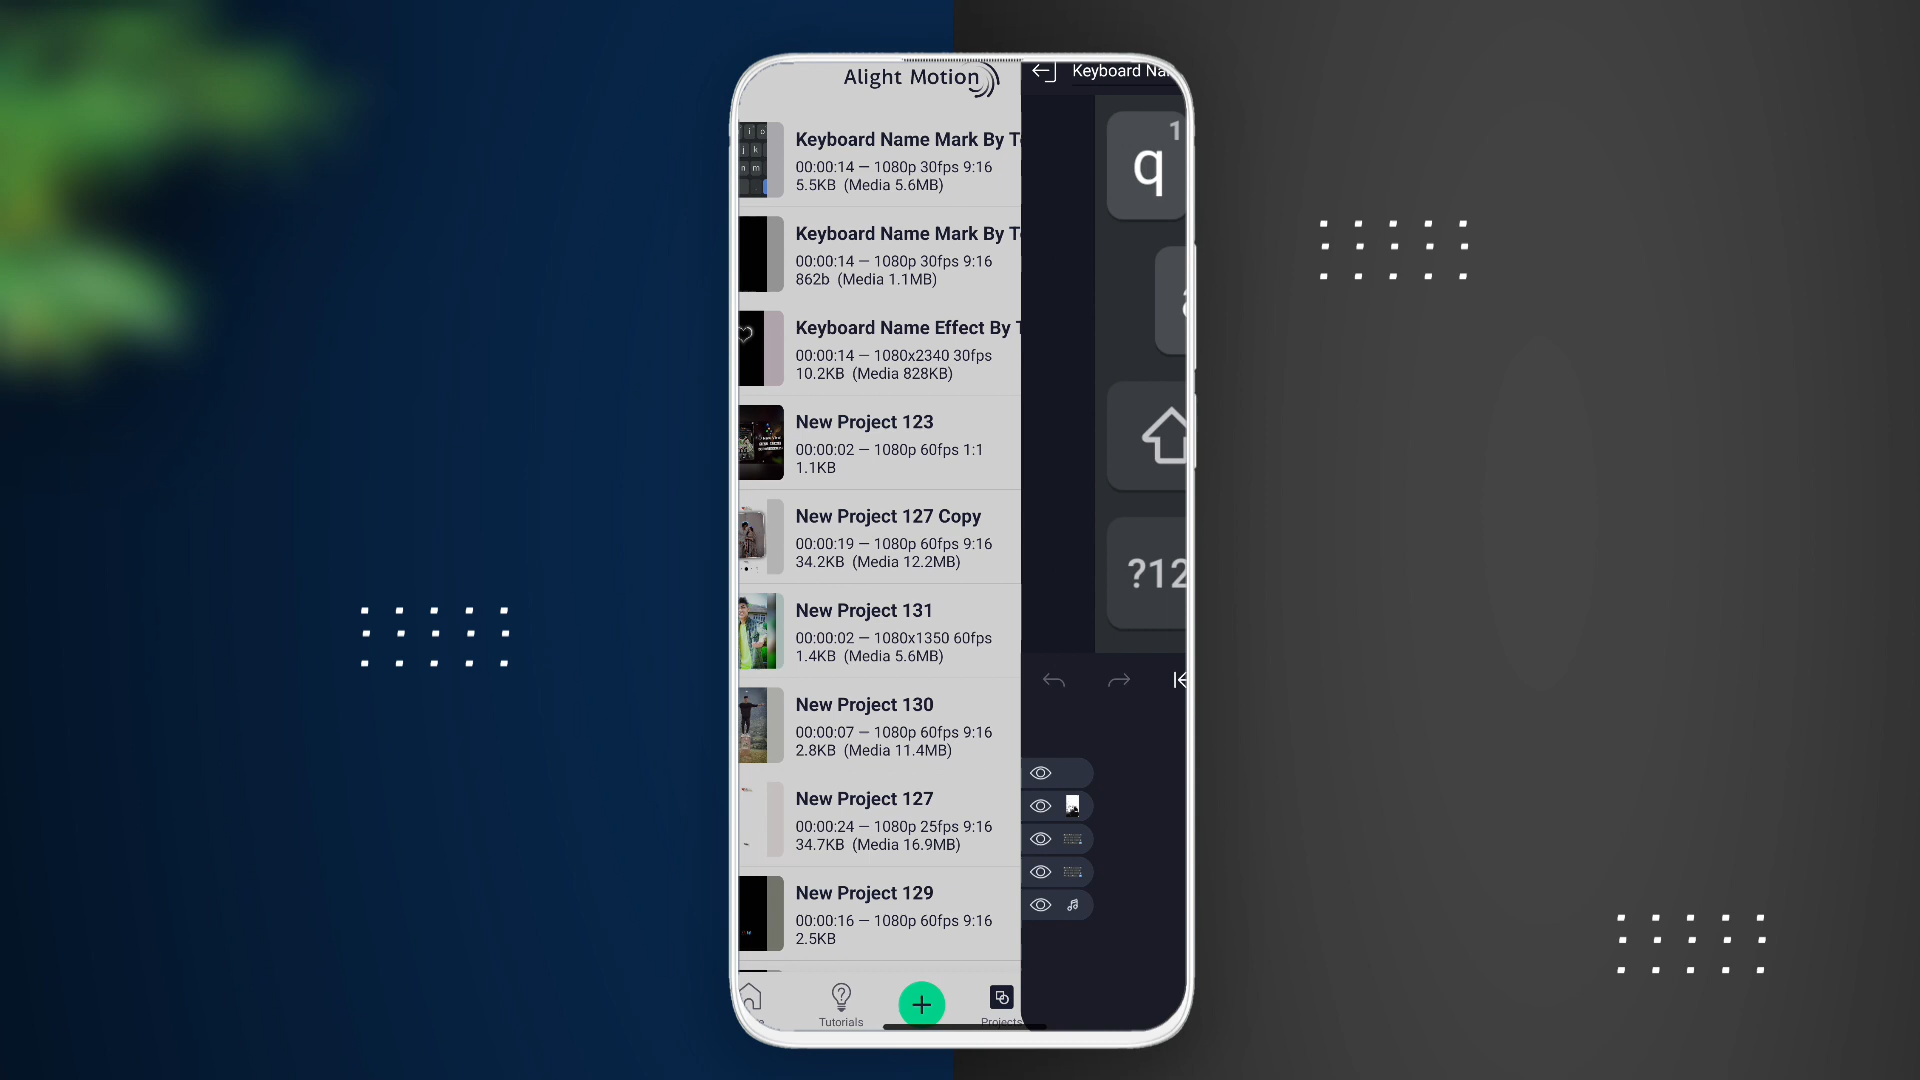 Alight Motion
Keyboard Name Mark By T
00:00:14 — 1080p 30fps 9:16
5.5KB (Media 5.6MB)
Keyboard Name Mark By T
00:00:14 — 1080p 30fps 9:16
862b (Media 1.1MB)
Keyboard Name Effect By T
00:00:14 — 1080x2340 30fps
10.2KB (Media 828KB)
New Project 123
00:00:02 — 1080p 60fps 1:1
1.1KB
New Project 127 Copy
00:00:19 — 1080p 60fps 9:16
34.2KB (Media 12.2MB)
New Project 131
00:00:02 — 1080x1350 60fps
1.4KB (Media 5.6MB)
New Project 130
00:00:07 — 1080p 60fps 9:16
2.8KB (Media 11.4MB)
New Project 127
00:00:24 — 1080p 25fps 9:16
34.7KB (Media 16.9MB)
New Project 129
00:00:16 — 1080p 60fps 9:16
2.5KB
Tutorials
Projects
Keyboard Na
1
q
?12
i o
j k
n m